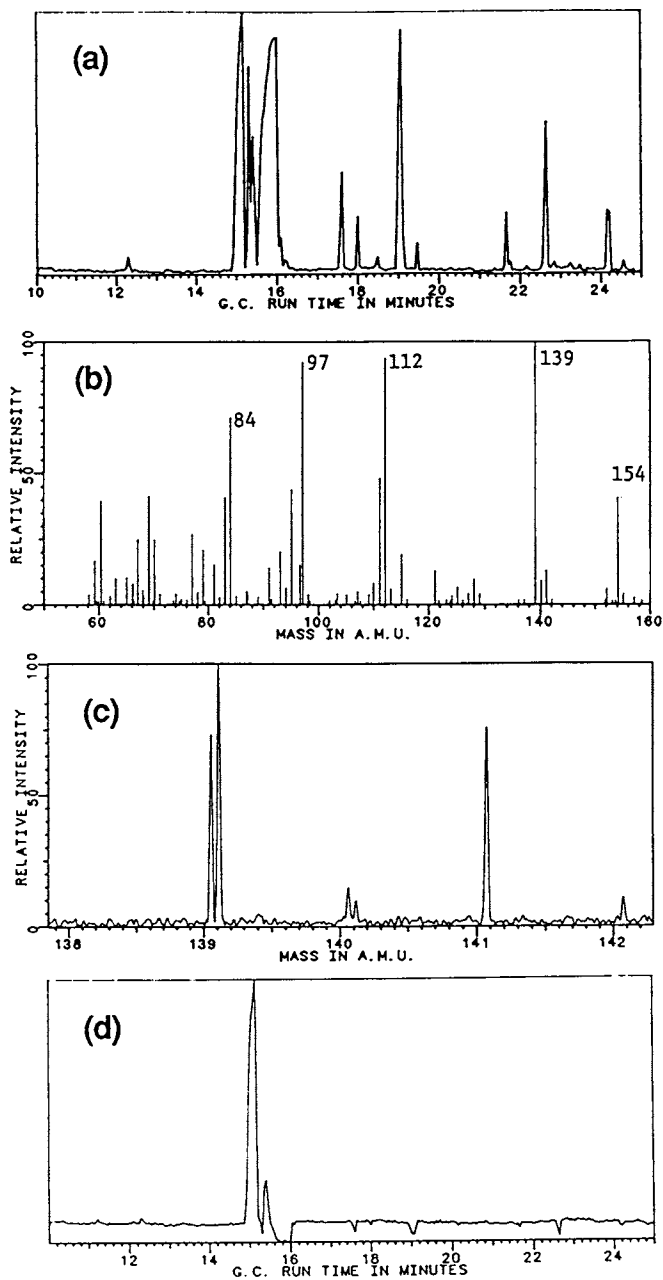 (a)
10 12 14 16 18 20 22 24
G.C. RUN TIME IN MINUTES
(b)
RELATIVE INTENSITY
0 50 100
84
97
112
139
154
60 80 100 120 140 160
MASS IN A.M.U.
(c)
RELATIVE INTENSITY
0 50 100
138 139 140 141 142
MASS IN A.M.U.
(d)
12 14 16 18 20 22 24
G.C. RUN TIME IN MINUTES